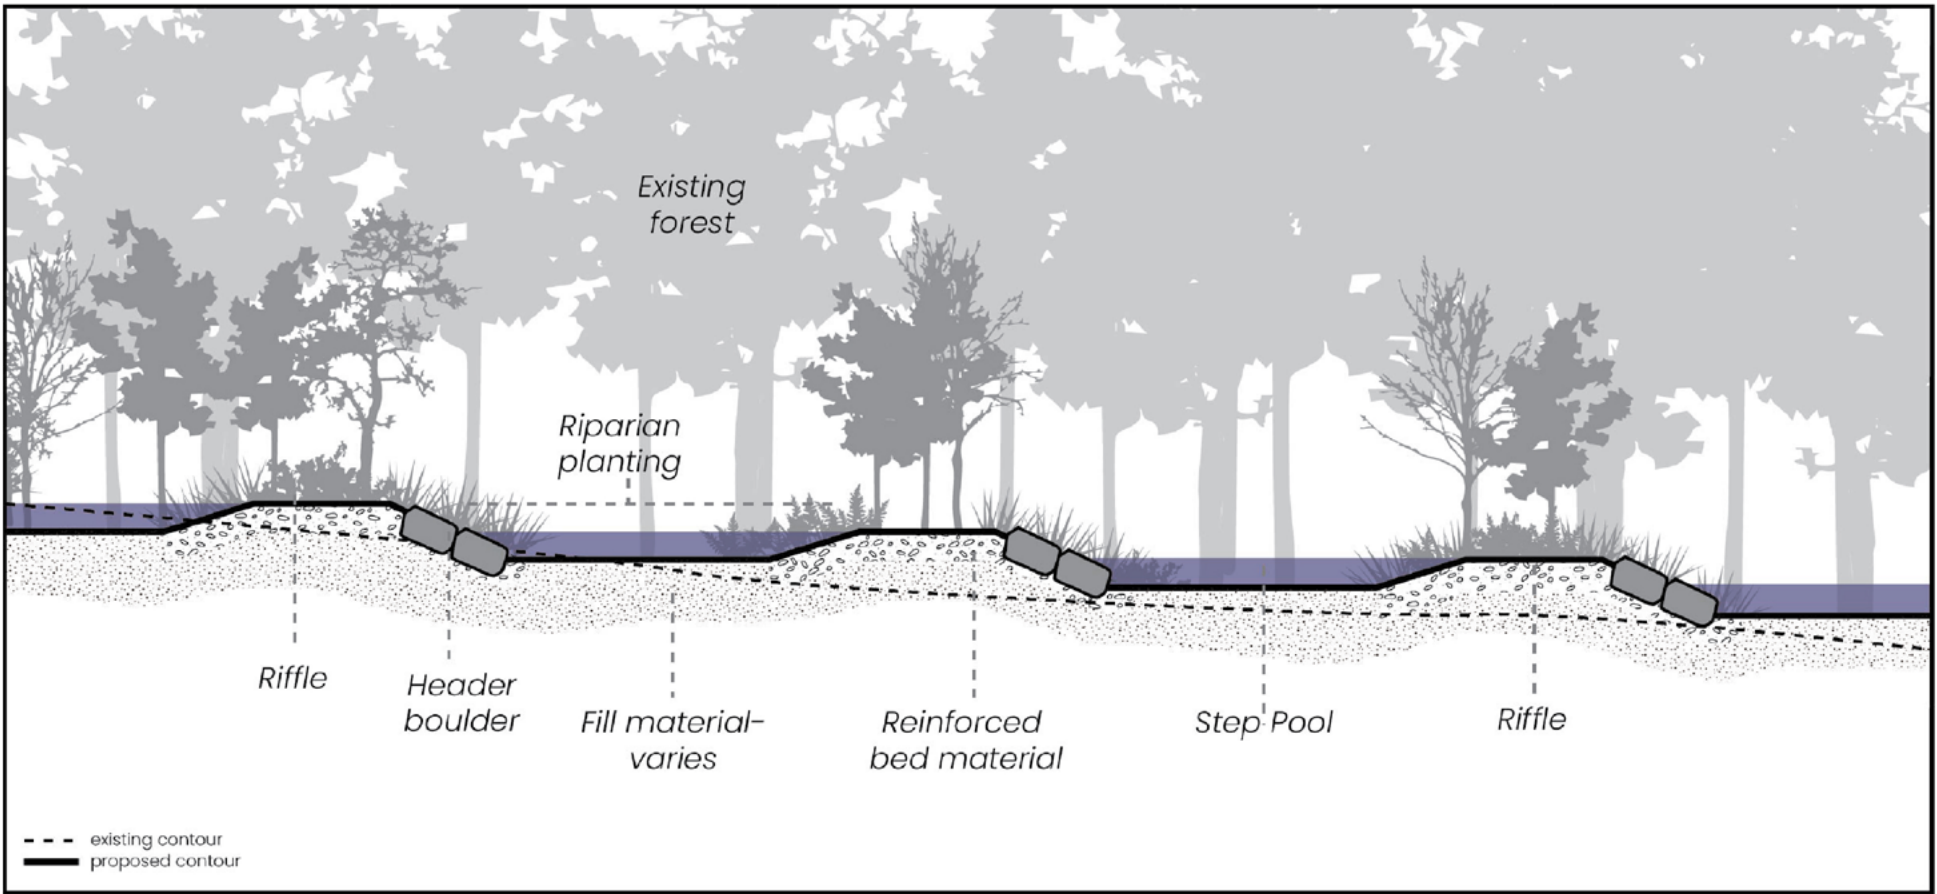 Existing
forest
Riparian
planting
Riffle
Header
boulder
Fill material-
varies
Reinforced
bed material
Step Pool
Riffle
existing contour
proposed contour